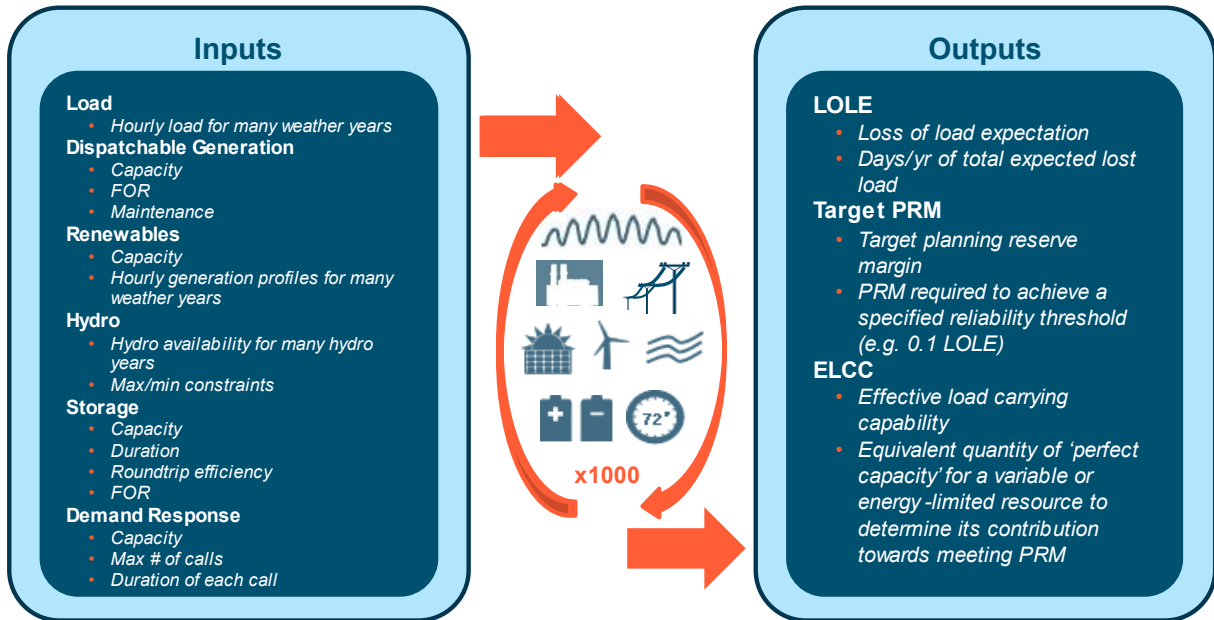 Inputs
Load
• Hourly load for many weather years
Dispatchable Generation
• Capacity
• FOR
• Maintenance
Renewables
• Capacity
• Hourly generation profiles for many
weather years
Hydro
• Hydro availability for many hydro
years
• Max/min constraints
Storage
• Capacity
• Duration
• Roundtrip efficiency
• FOR
Demand Response
• Capacity
• Max # of calls
• Duration of each call
72°
x1000
Outputs
LOLE
• Loss of load expectation
• Days/yr of total expected lost
load
Target PRM
• Target planning reserve
margin
• PRM required to achieve a
specified reliability threshold
(e.g. 0.1 LOLE)
ELCC
• Effective load carrying
capability
• Equivalent quantity of ‘perfect
capacity’ for a variable or
energy-limited resource to
determine its contribution
towards meeting PRM